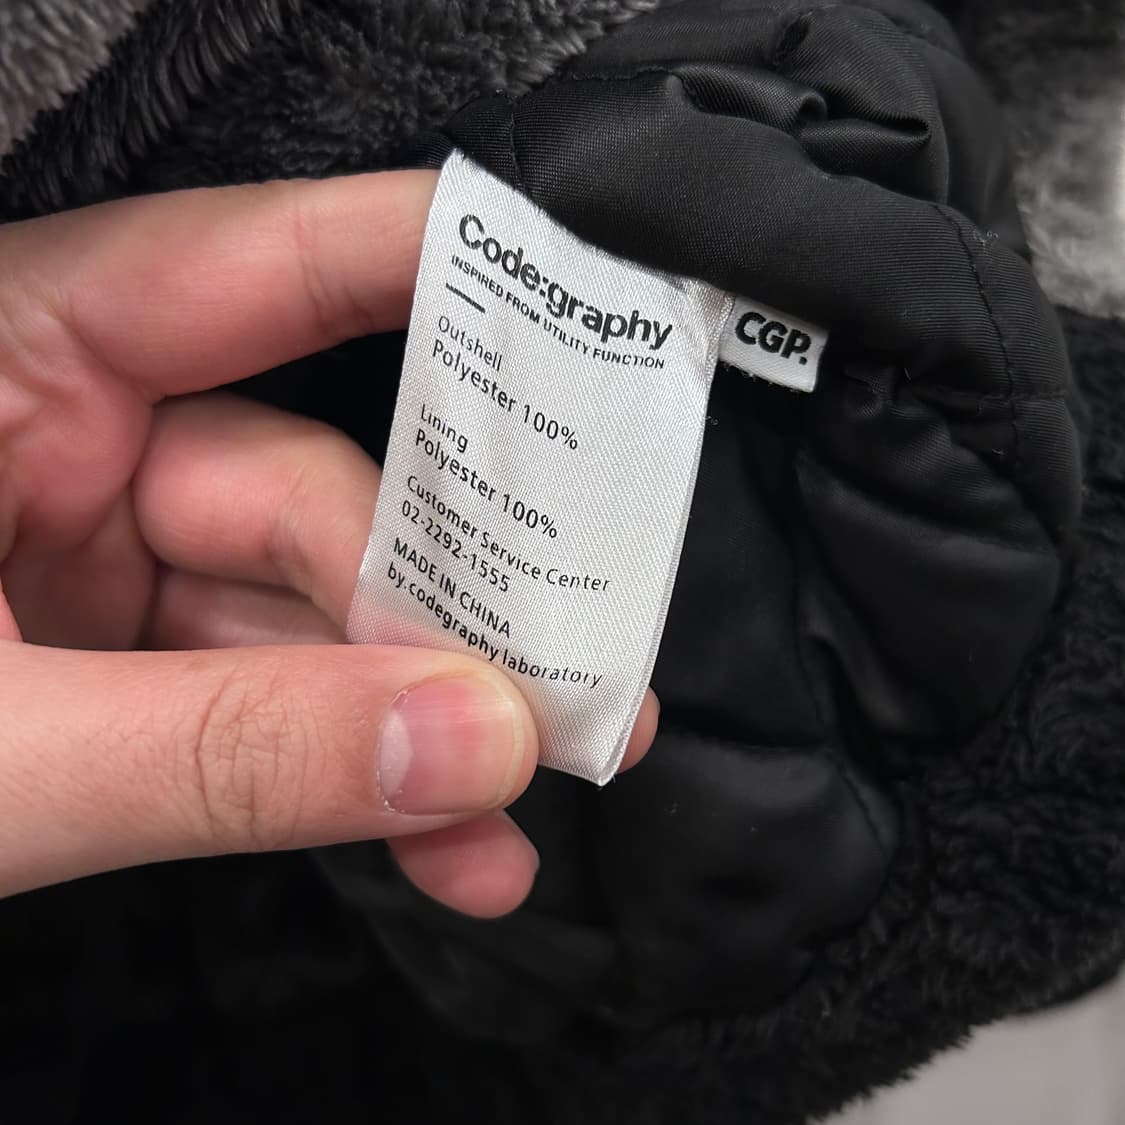 Code:graphy
INSPIRED FROM UTILITY FUNCTION
Outshell
Polyester 100%
Lining
Polyester 100%
Customer Service Center
02-2292-1555
MADE IN CHINA
by.codegraphy laboratory
CGP.